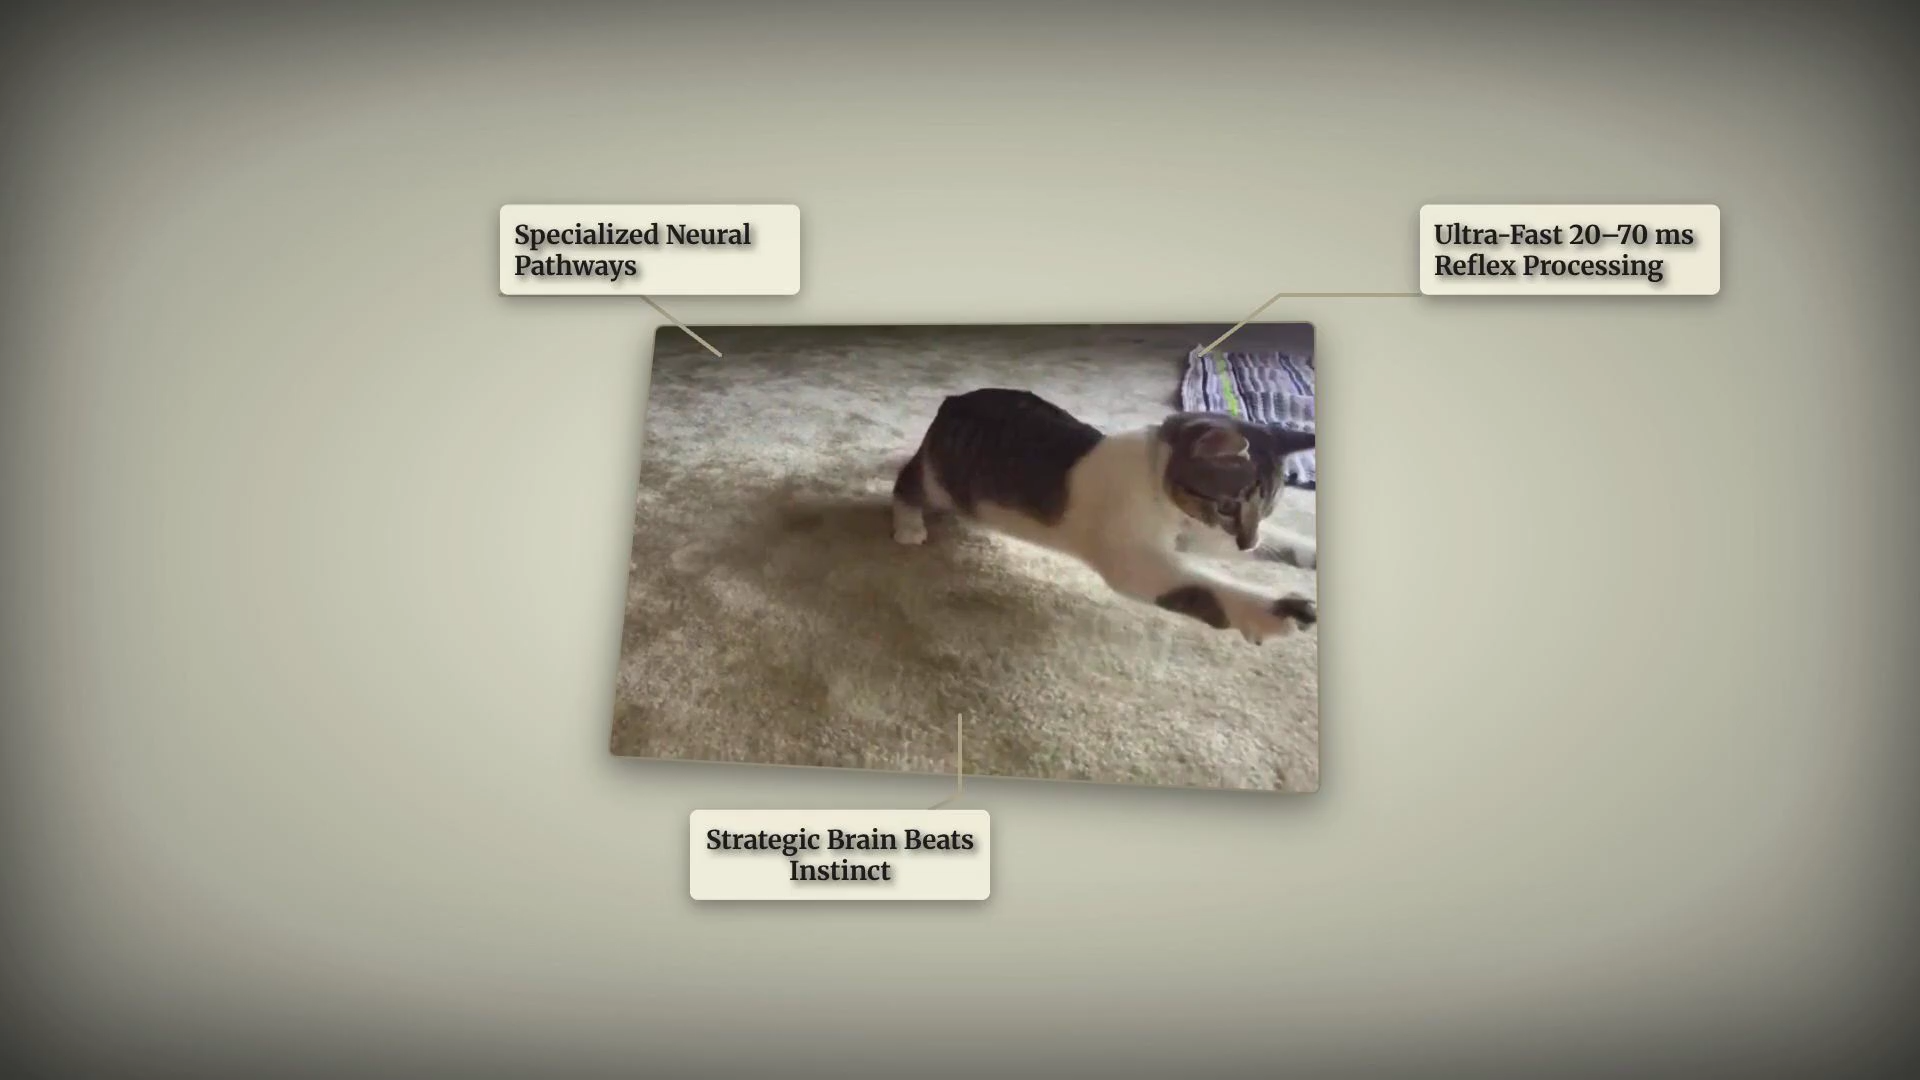 Specialized Neural
Pathways
Ultra-Fast 20–70 ms
Reflex Processing
Strategic Brain Beats
Instinct